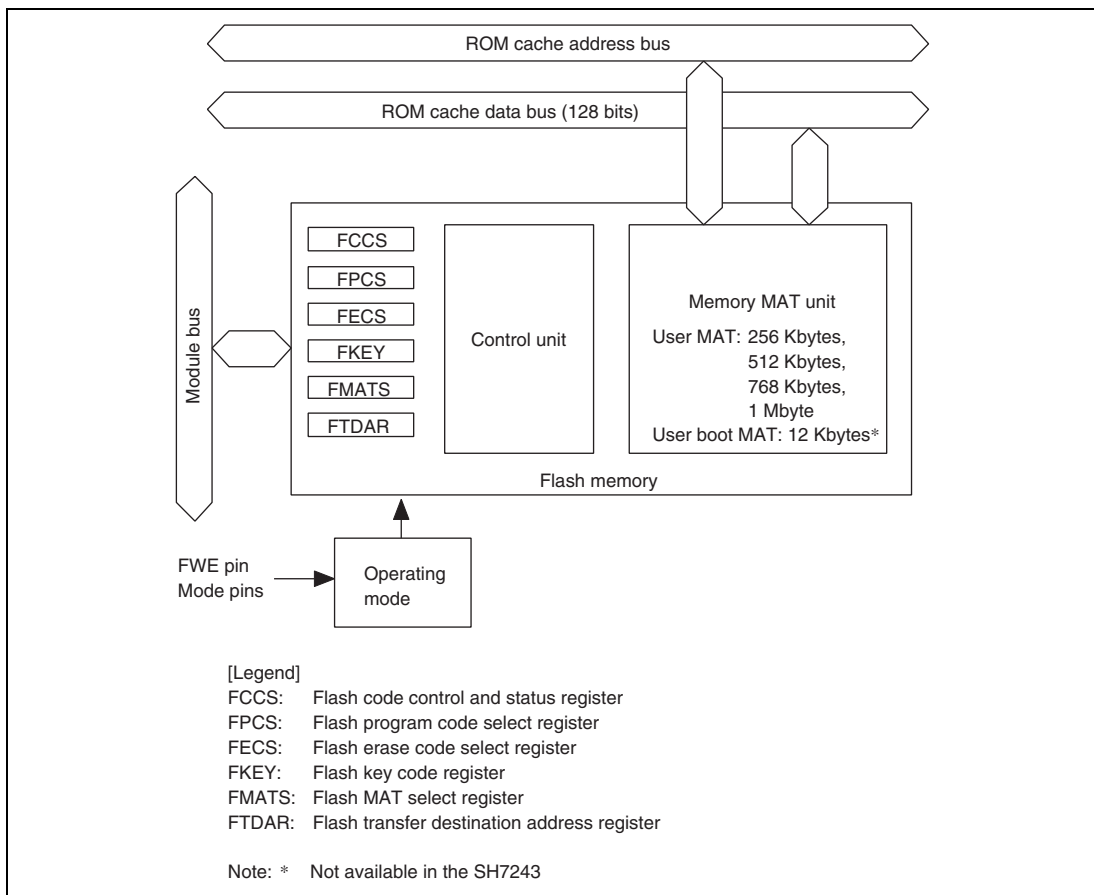 ROM cache address bus
ROM cache data bus (128 bits)
Module bus
FCCS
FPCS
FECS
FKEY
FMATS
FTDAR
Control unit
Memory MAT unit
User MAT: 256 Kbytes,
512 Kbytes,
768 Kbytes,
1 Mbyte
User boot MAT: 12 Kbytes*
Flash memory
FWE pin
Mode pins
Operating
mode
[Legend]
FCCS: Flash code control and status register
FPCS: Flash program code select register
FECS: Flash erase code select register
FKEY: Flash key code register
FMATS: Flash MAT select register
FTDAR: Flash transfer destination address register
Note: * Not available in the SH7243